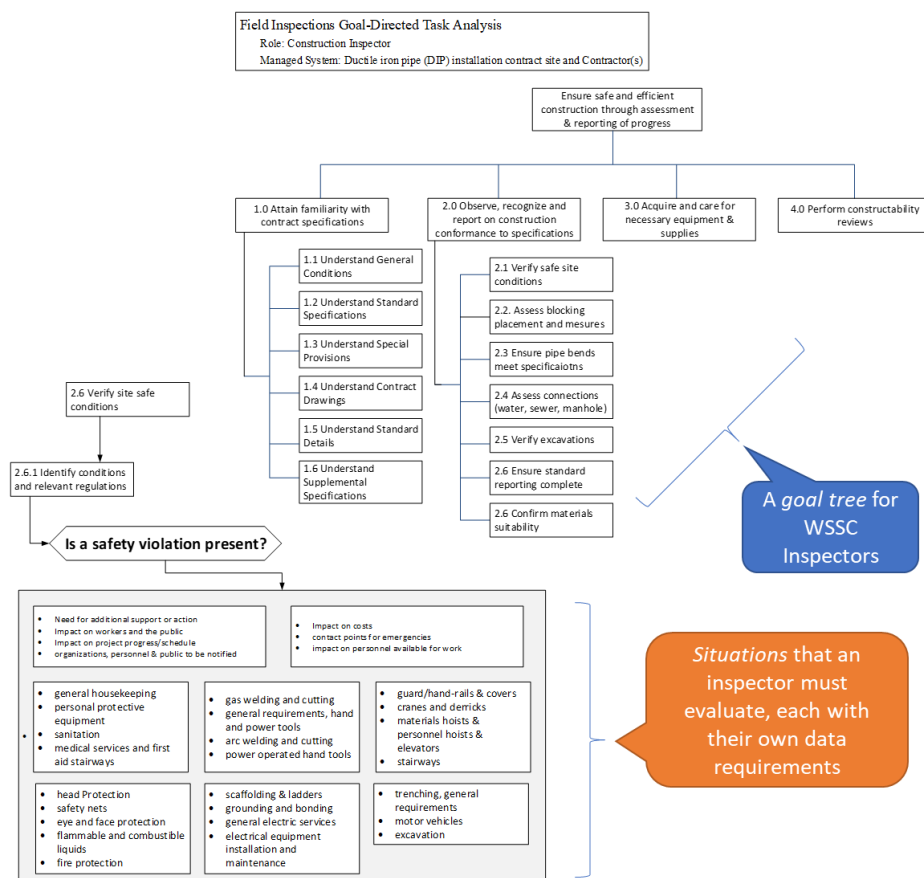 Field Inspections Goal-Directed Task Analysis
Role: Construction Inspector
Managed System: Ductile iron pipe (DIP) installation contract site and Contractor(s)
Ensure safe and efficient
construction through assessment
& reporting of progress
1.0 Attain familiarity with
contract specifications
2.0 Observe, recognize and
report on construction
conformance to specifications
3.0 Acquire and care for
necessary equipment &
supplies
4.0 Perform constructability
reviews
1.1 Understand General
Conditions
1.2 Understand Standard
Specifications
1.3 Understand Special
Provisions
1.4 Understand Contract
Drawings
1.5 Understand Standard
Details
1.6 Understand
Supplemental
Specifications
2.1 Verify safe site
conditions
2.2. Assess blocking
placement and mesures
2.3 Ensure pipe bends
meet specificaiotns
2.4 Assess connections
(water, sewer, manhole)
2.5 Verify excavations
2.6 Ensure standard
reporting complete
2.6 Confirm materials
suitability
A goal tree for
WSSC
Inspectors
2.6 Verify site safe
conditions
2.6.1 Identify conditions
and relevant regulations
Is a safety violation present?
• Need for additional support or action
• Impact on workers and the public
• Impact on project progress/schedule
• organizations, personnel & public to be notified
• Impact on costs
• contact points for emergencies
• impact on personnel available for work
• general housekeeping
• personal protective
equipment
• sanitation
• medical services and first
aid stairways
• gas welding and cutting
• general requirements, hand
and power tools
• arc welding and cutting
• power operated hand tools
• guard/hand-rails & covers
• cranes and derricks
• materials hoists &
personnel hoists &
elevators
• stairways
• head Protection
• safety nets
• eye and face protection
• flammable and combustible
liquids
• fire protection
• scaffolding & ladders
• grounding and bonding
• general electric services
• electrical equipment
installation and
maintenance
• trenching, general
requirements
• motor vehicles
• excavation
Situations that an
inspector must
evaluate, each with
their own data
requirements